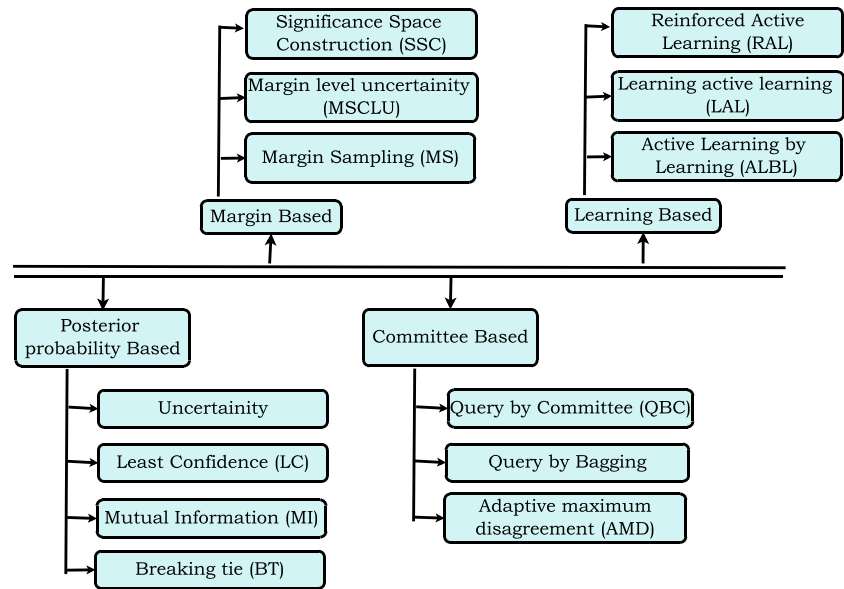 Significance Space
Construction (SSC)
Margin level uncertainity
(MSCLU)
Margin Sampling (MS)
Margin Based
Reinforced Active
Learning (RAL)
Learning active learning
(LAL)
Active Learning by
Learning (ALBL)
Learning Based
Posterior
probability Based
Uncertainity
Least Confidence (LC)
Mutual Information (MI)
Breaking tie (BT)
Committee Based
Query by Committee (QBC)
Query by Bagging
Adaptive maximum
disagreement (AMD)